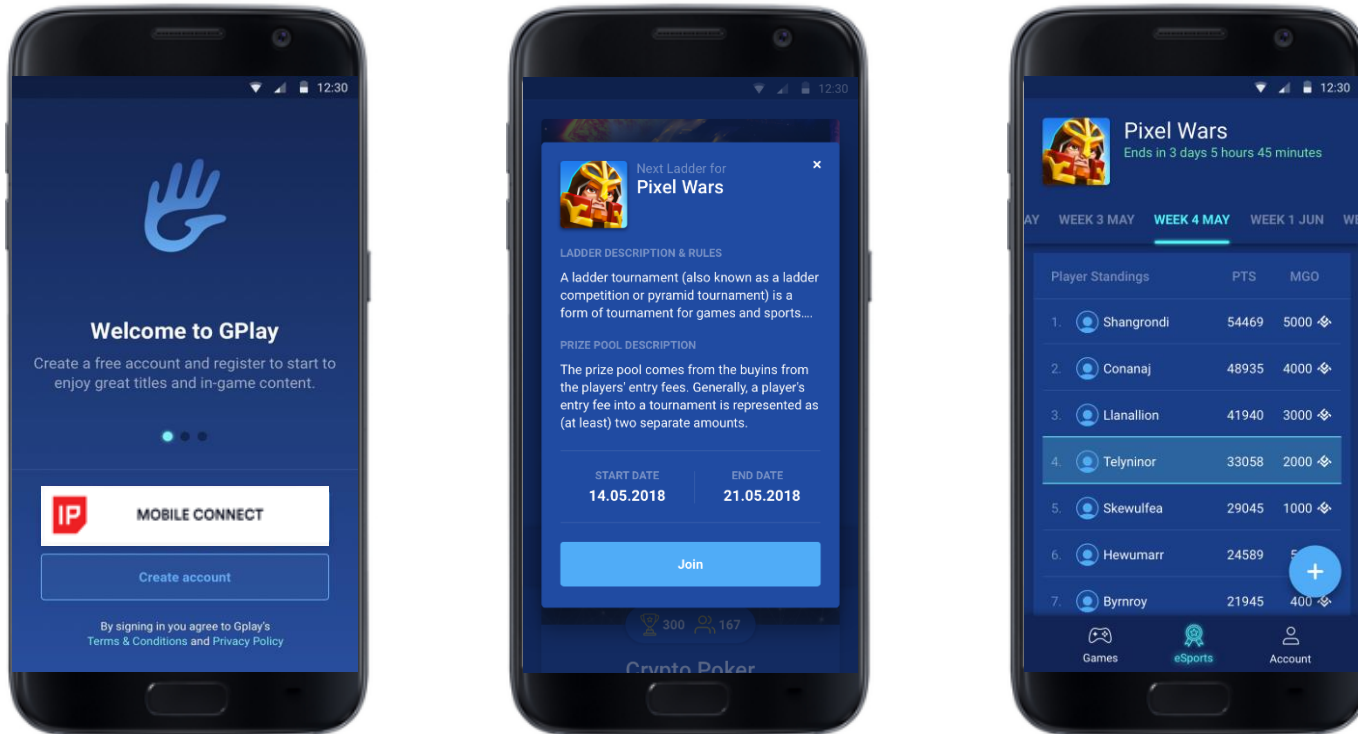 12:30
Welcome to GPlay
Create a free account and register to start to
enjoy great titles and in-game content.
IP
MOBILE CONNECT
Create account
By signing in you agree to Gplay's
Terms & Conditions and Privacy Policy
12:30
Next Ladder for
Pixel Wars
×
LADDER DESCRIPTION & RULES
A ladder tournament (also known as a ladder
competition or pyramid tournament) is a
form of tournament for games and sports....
PRIZE POOL DESCRIPTION
The prize pool comes from the buyins from
the players' entry fees. Generally, a player's
entry fee into a tournament is represented as
(at least) two separate amounts.
START DATE END DATE
14.05.2018 21.05.2018
Join
300 167
Crypto Poker
12:30
Pixel Wars
Ends in 3 days 5 hours 45 minutes
AY WEEK 3 MAY WEEK 4 MAY WEEK 1 JUN WE
Player Standings PTS MGO
1. Shangrondi 54469 5000
2. Conanaj 48935 4000
3. Llanallion 41940 3000
4. Telyninor 33058 2000
5. Skewulfea 29045 1000
6. Hewumarr 24589
7. Byrnroy 21945 400
+
Games eSports Account